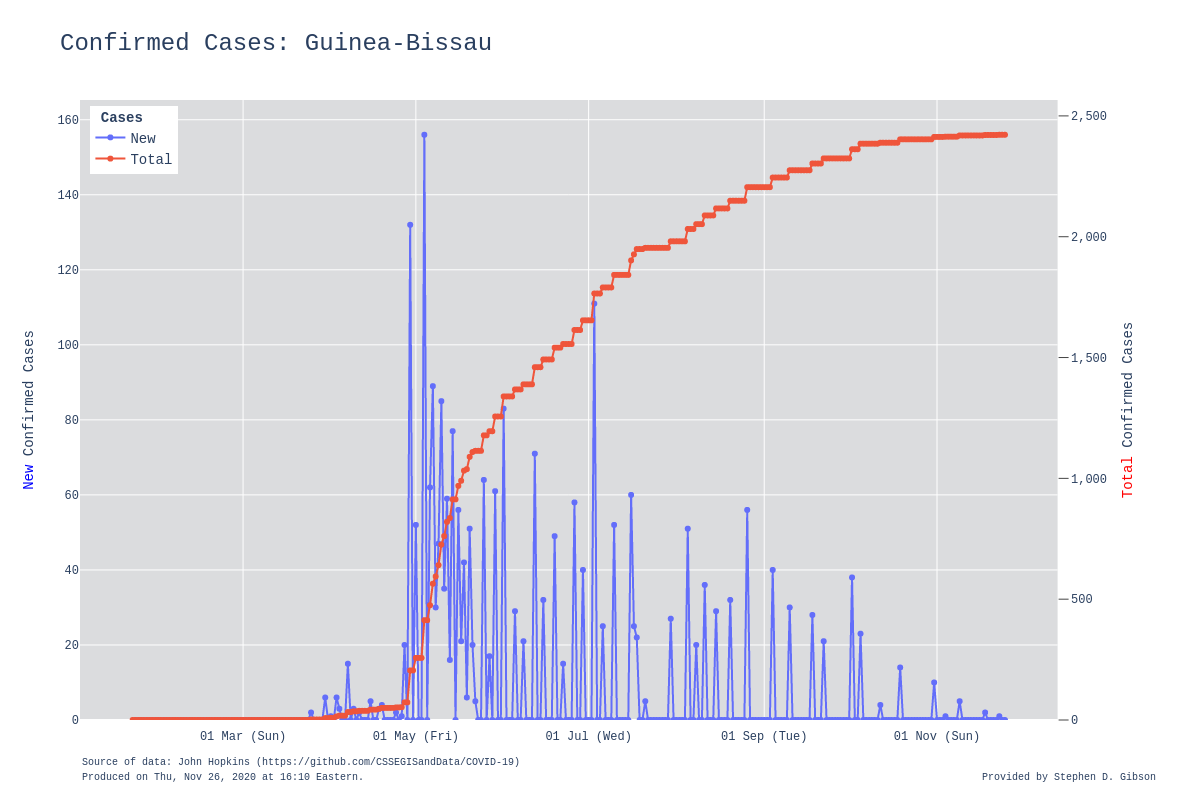 Confirmed Cases: Guinea-Bissau
Cases
New
Total
160
140
120
100
80
60
40
20
0
New Confirmed Cases
2,500
2,000
1,500
1,000
500
0
Total Confirmed Cases
01 Mar (Sun)
01 May (Fri)
01 Jul (Wed)
01 Sep (Tue)
01 Nov (Sun)
Source of data: John Hopkins (https://github.com/CSSEGISandData/COVID-19)
Produced on Thu, Nov 26, 2020 at 16:10 Eastern.
Provided by Stephen D. Gibson